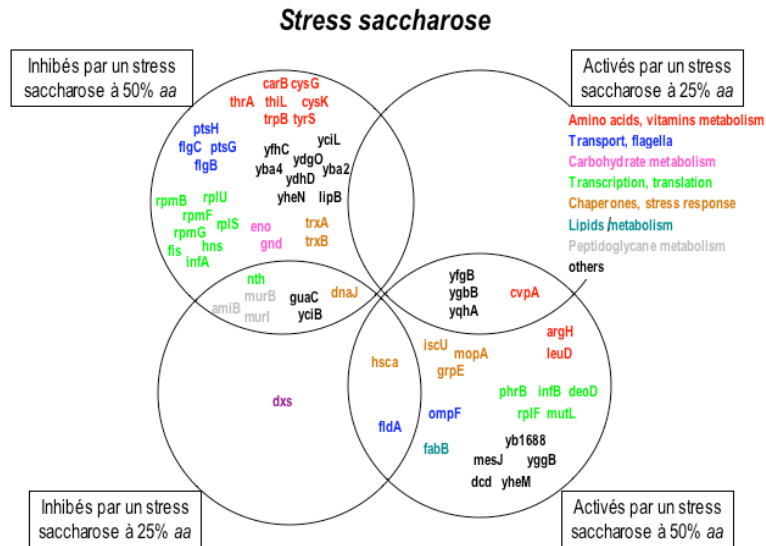 Stress saccharose
Inhibés par un stress
saccharose à 50% aa
Activés par un stress
saccharose à 25% aa
Amino acids, vitamins metabolism
Transport, flagella
Carbohydrate metabolism
Transcription, translation
Chaperones, stress response
Lipids /metabolism
Peptidoglycane metabolism
others
carB cysG
thrA thiL cysK
trpB tyrS
ptsH
flgC ptsG
flgB
yciL
yfhC
ydgO
yba4 yba2
ydhD
yheN lipB
rpmB rplU
rpmF
rpmG rplS
fis hns
infA
eno
gnd
trxA
trxB
nth
murB
amiB
murI
guaC
yciB
dnaJ
yfgB
ygbB
yqhA
cvpA
dxs
hsca
fldA
iscU
mopA
grpE
ompF
fabB
argH
leuD
phrB infB deoD
rplF mutL
yb1688
mesJ yggB
dcd yheM
Inhibés par un stress
saccharose à 25% aa
Activés par un stress
saccharose à 50% aa